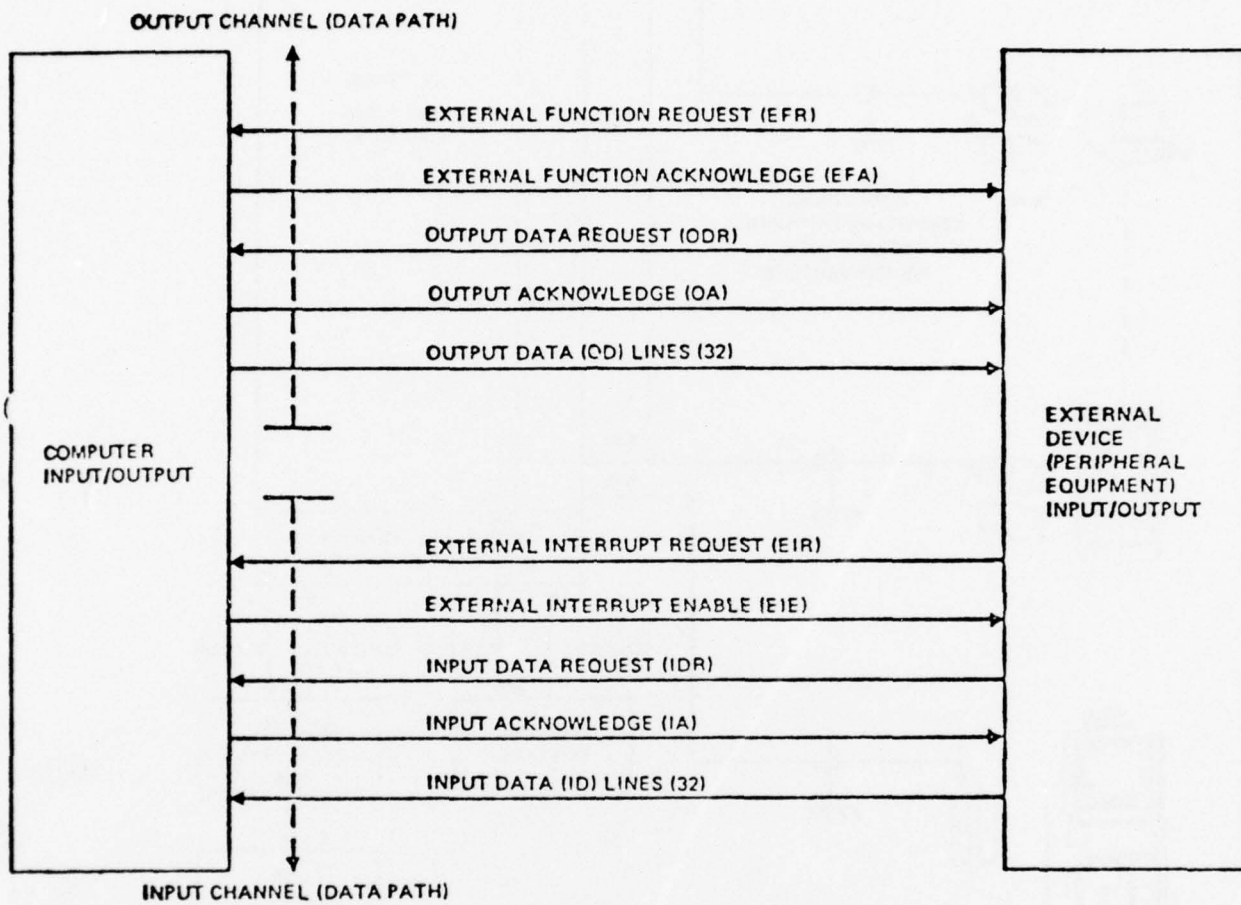 OUTPUT CHANNEL (DATA PATH)
EXTERNAL FUNCTION REQUEST (EFR)
EXTERNAL FUNCTION ACKNOWLEDGE (EFA)
OUTPUT DATA REQUEST (ODR)
OUTPUT ACKNOWLEDGE (OA)
OUTPUT DATA (OD) LINES (32)
COMPUTER
INPUT/OUTPUT
EXTERNAL
DEVICE
(PERIPHERAL
EQUIPMENT)
INPUT/OUTPUT
EXTERNAL INTERRUPT REQUEST (EIR)
EXTERNAL INTERRUPT ENABLE (EIE)
INPUT DATA REQUEST (IDR)
INPUT ACKNOWLEDGE (IA)
INPUT DATA (ID) LINES (32)
INPUT CHANNEL (DATA PATH)